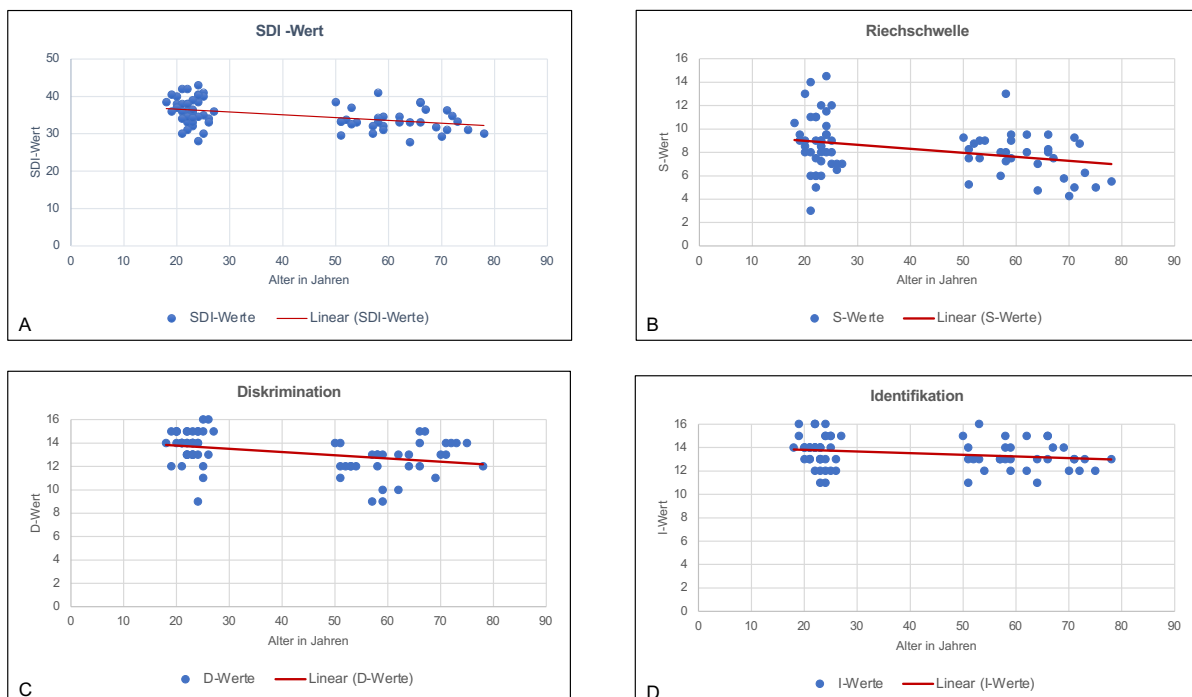 SDI -Wert
50
40
30
20
10
0
SDI-Wert
0 10 20 30 40 50 60 70 80 90
Alter in Jahren
SDI-Werte Linear (SDI-Werte)
A
Riechschwelle
16
14
12
10
8
6
4
2
0
S-Wert
0 10 20 30 40 50 60 70 80 90
Alter in Jahren
S-Werte Linear (S-Werte)
B
Diskrimination
16
14
12
10
8
6
4
2
0
D-Wert
0 10 20 30 40 50 60 70 80 90
Alter in Jahren
D-Werte Linear (D-Werte)
C
Identifikation
16
14
12
10
8
6
4
2
0
I-Wert
0 10 20 30 40 50 60 70 80 90
Alter in Jahren
I-Werte Linear (I-Werte)
D